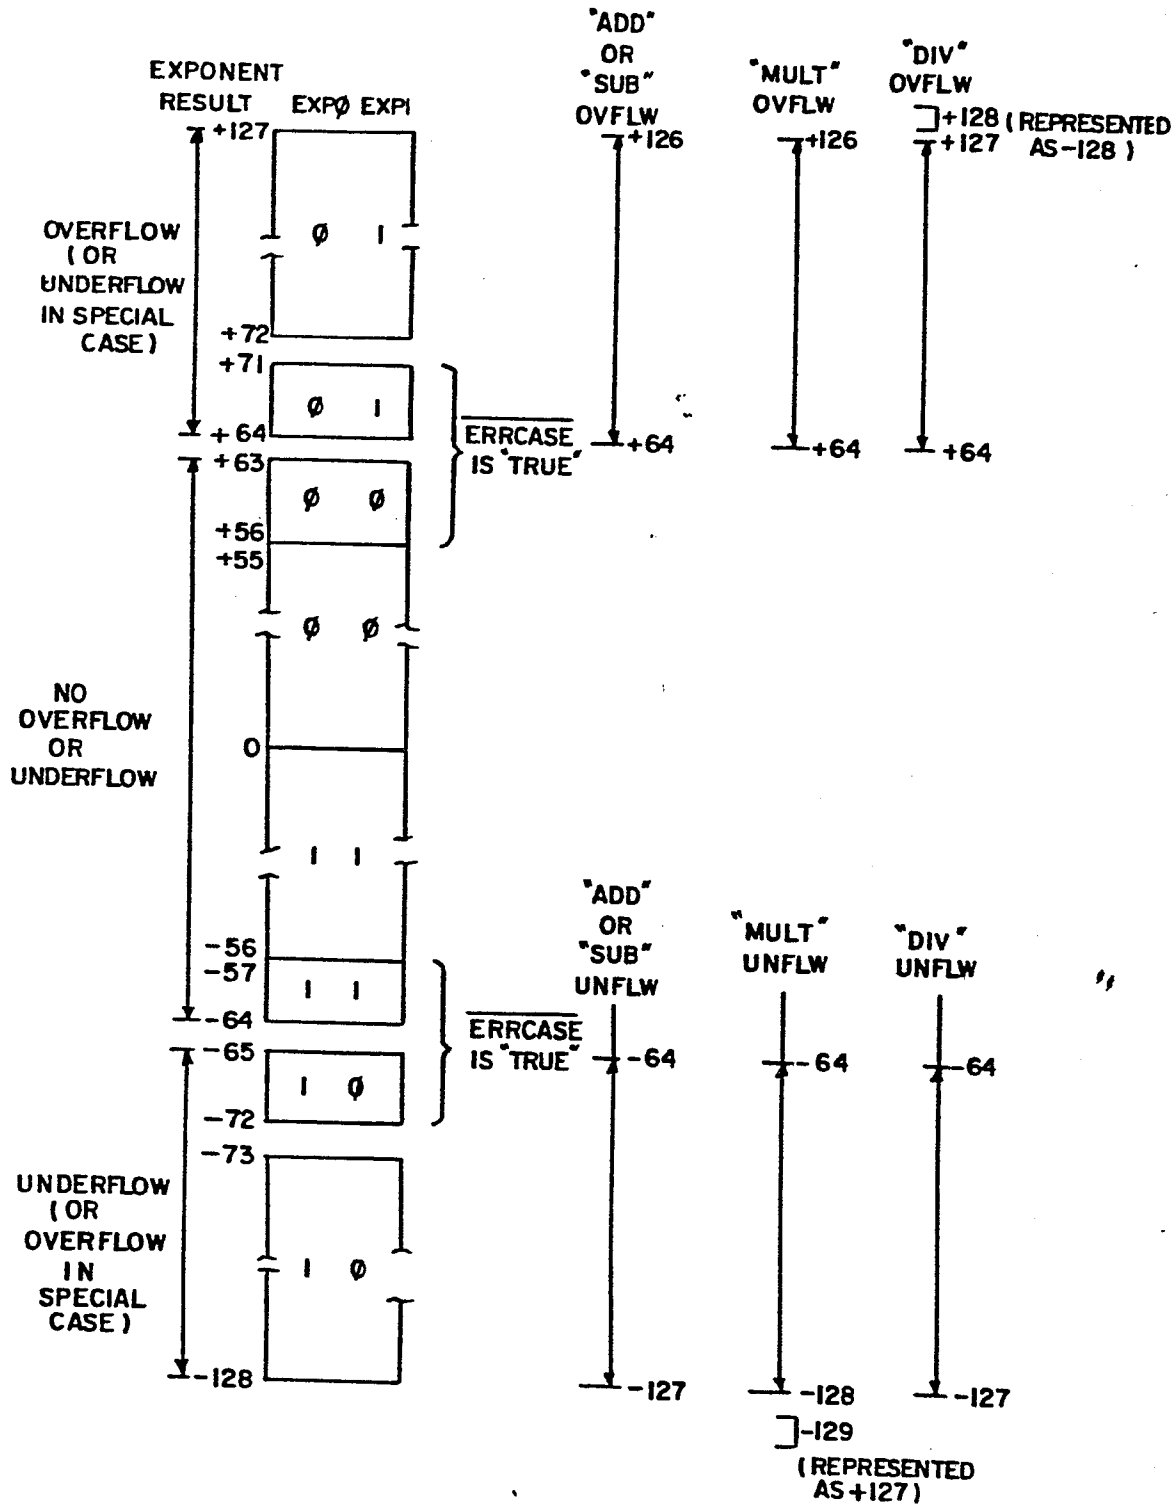 EXPONENT
RESULT
EXPØ EXP1
"ADD"
OR
"SUB"
OVFLW
"MULT"
OVFLW
"DIV"
OVFLW
+128 (REPRESENTED
AS-128)
+127
+126
+126
+127
Ø 1
OVERFLOW
(OR
UNDERFLOW
IN SPECIAL
CASE)
+72
+71
Ø 1
+64
ERRCASE
IS "TRUE"
+64
+64
+64
+63
Ø Ø
+56
+55
Ø Ø
NO
OVERFLOW
OR
UNDERFLOW
0
1 1
-56
-57
1 1
-64
ERRCASE
IS "TRUE"
"ADD"
OR
"SUB"
UNFLW
"MULT"
UNFLW
"DIV"
UNFLW
-64
-64
-64
-65
1 Ø
-72
-73
UNDERFLOW
(OR
OVERFLOW
IN
SPECIAL
CASE)
1 Ø
-128
-127
-128
-127
-129
(REPRESENTED
AS+127)